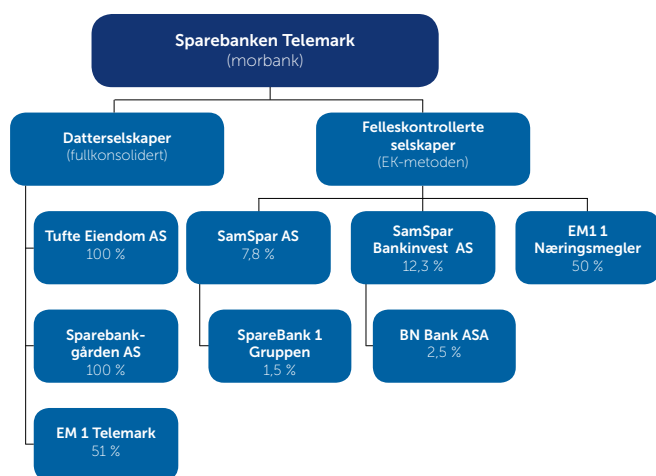 Sparebanken Telemark
(morbank)
Datterselskaper
(fullkonsolidert)
Felleskontrollerte
selskaper
(EK-metoden)
Tufte Eiendom AS
100 %
SamSpar AS
7,8 %
SamSpar
Bankinvest AS
12,3 %
EM1 1
Næringsmegler
50 %
Sparebank-
gården AS
100 %
SpareBank 1
Gruppen
1,5 %
BN Bank ASA
2,5 %
EM 1 Telemark
51 %